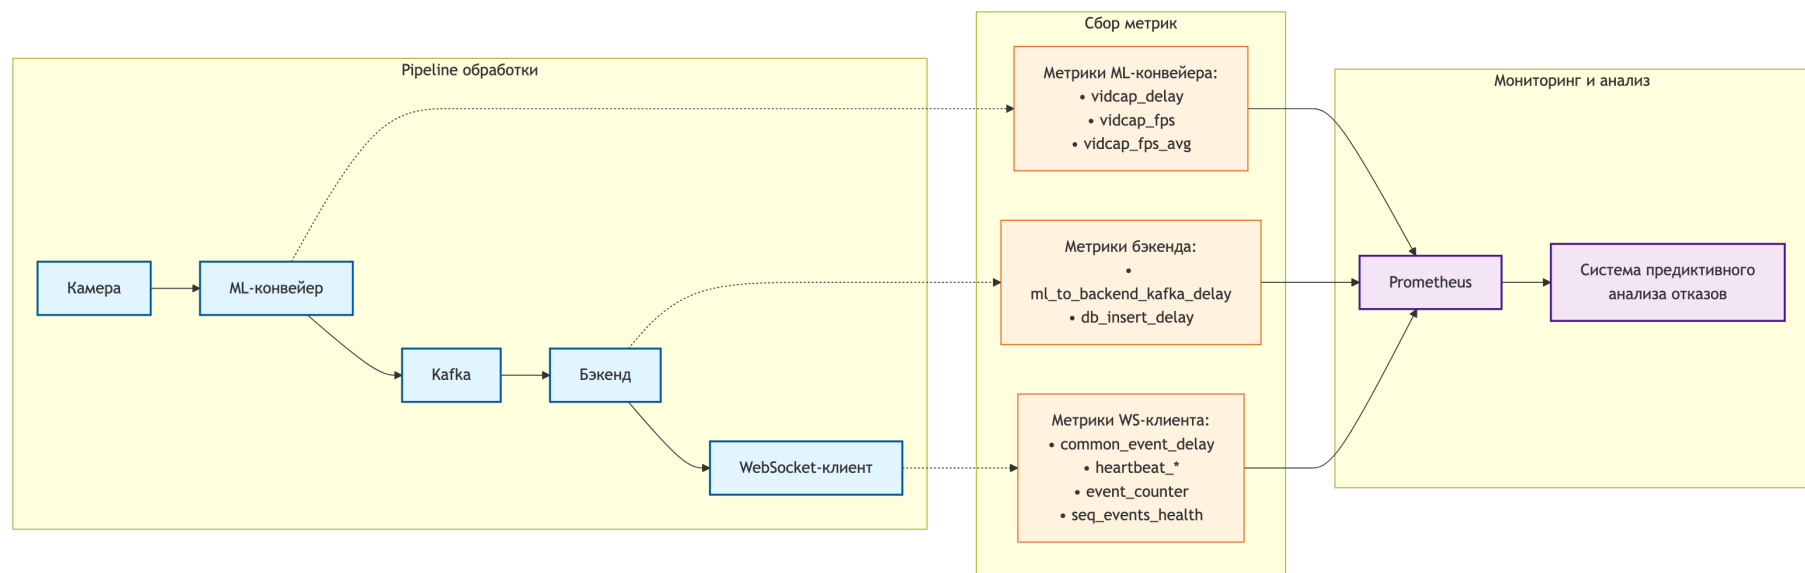 Pipeline обработки
Камера
ML-конвейер
Kafka
Бэкенд
WebSocket-клиент
Сбор метрик
Метрики ML-конвейера:
• vidcap_delay
• vidcap_fps
• vidcap_fps_avg
Метрики бэкенда:
•
ml_to_backend_kafka_delay
• db_insert_delay
Метрики WS-клиента:
• common_event_delay
• heartbeat_*
• event_counter
• seq_events_health
Мониторинг и анализ
Prometheus
Система предиктивного
анализа отказов